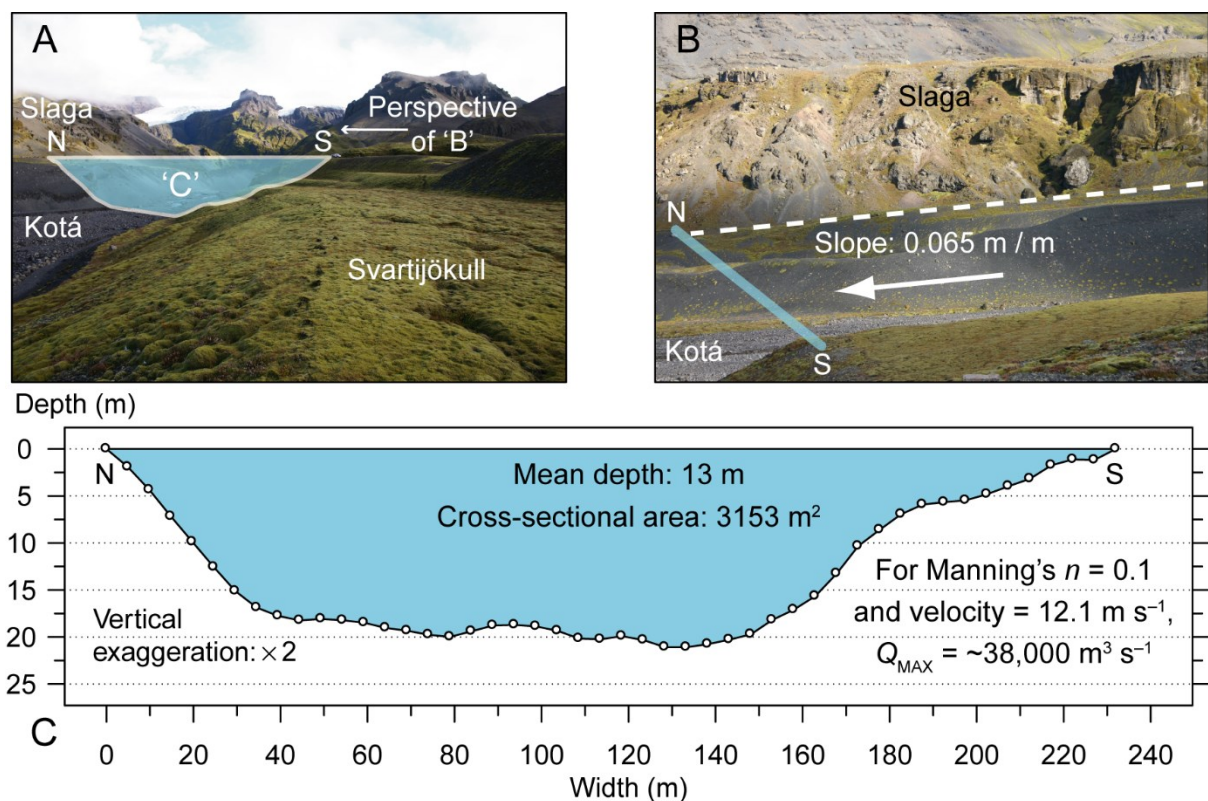 A
Slaga
N
S
Perspective
of 'B'
'C'
Kotá
Svartijökull
B
Slaga
N
Slope: 0.065 m / m
Kotá
S
Depth (m)
0
5
10
15
20
25
N
S
Mean depth: 13 m
Cross-sectional area: 3153 m²
Vertical
exaggeration: ×2
For Manning's n = 0.1
and velocity = 12.1 m s⁻¹,
QMAX = ~38,000 m³ s⁻¹
C
0 20 40 60 80 100 120 140 160 180 200 220 240
Width (m)